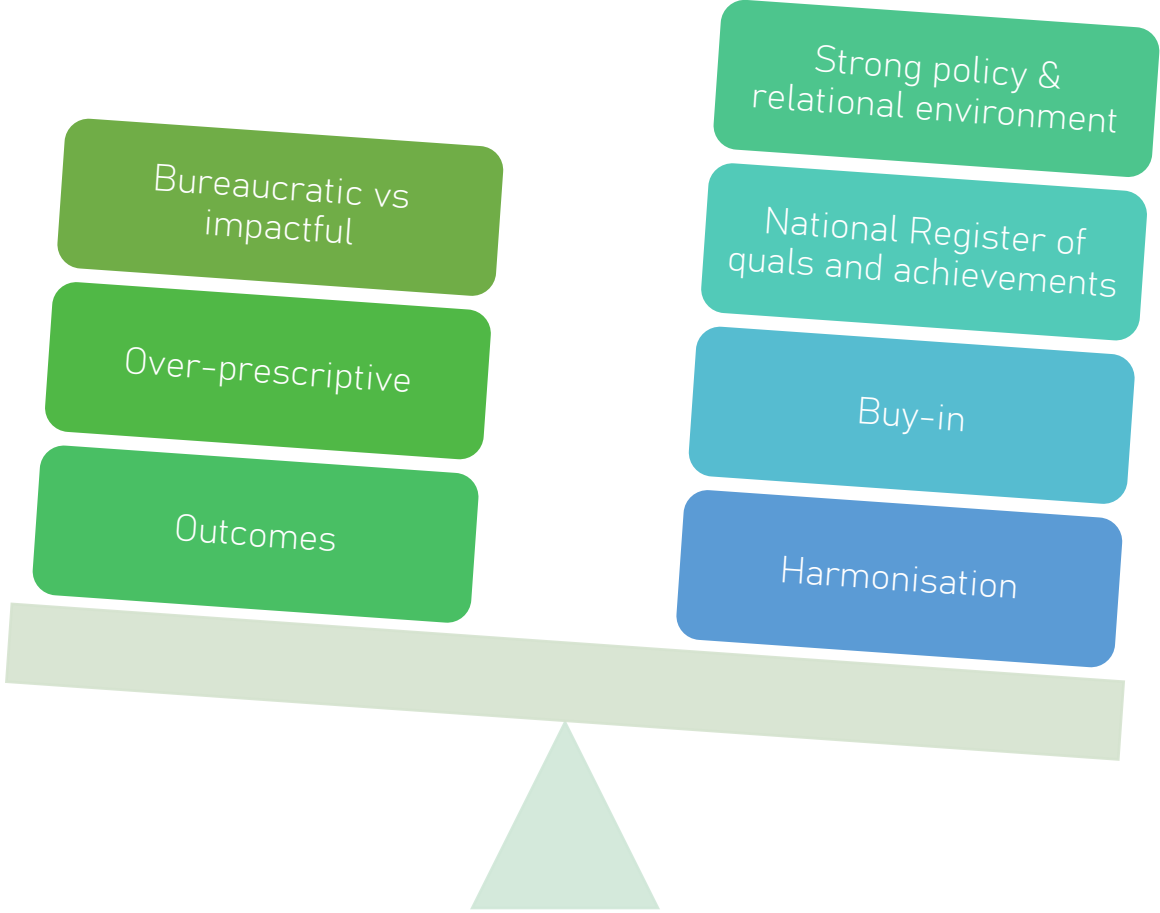 Bureaucratic vs
impactful
Over-prescriptive
Outcomes
Strong policy &
relational environment
National Register of
quals and achievements
Buy-in
Harmonisation